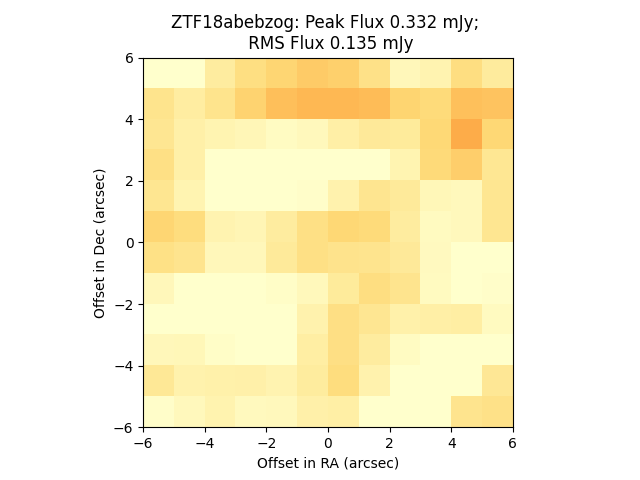 ZTF18abebzog: Peak Flux 0.332 mJy;
RMS Flux 0.135 mJy
6
4
2
0
−2
−4
−6
Offset in Dec (arcsec)
−6 −4 −2 0 2 4 6
Offset in RA (arcsec)